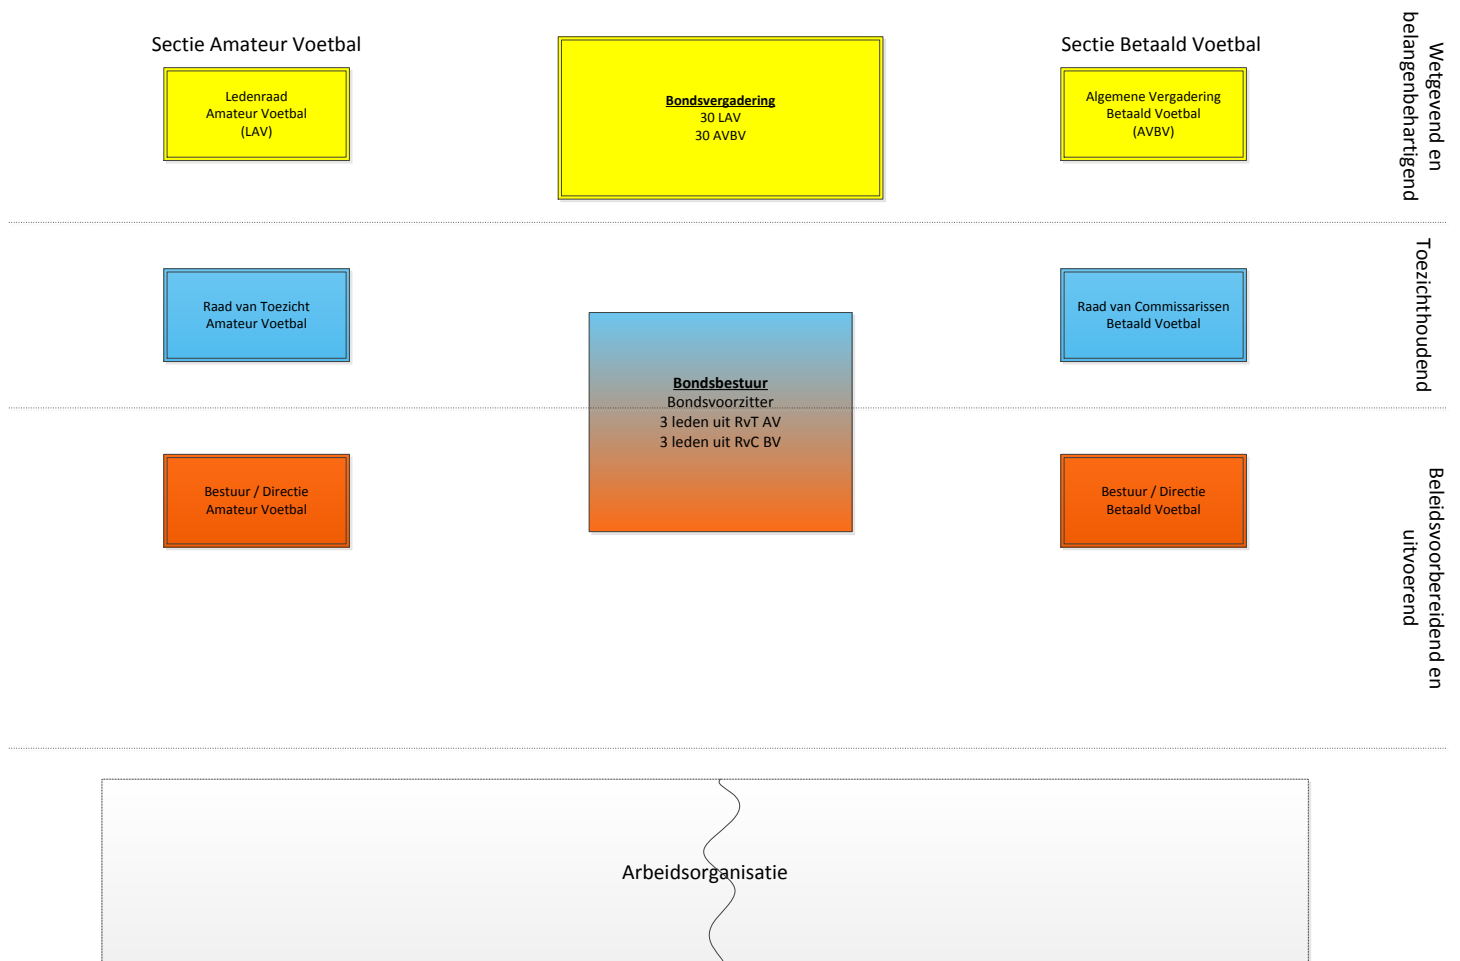 Sectie Amateur Voetbal
Ledenraad
Amateur Voetbal
(LAV)
Bondsvergadering
30 LAV
30 AVBV
Sectie Betaald Voetbal
Algemene Vergadering
Betaald Voetbal
(AVBV)
Wetgevend en
belangenbehartigend
Raad van Toezicht
Amateur Voetbal
Raad van Commissarissen
Betaald Voetbal
Toezichthoudend
Bondsbestuur
Bondsvoorzitter
3 leden uit RvT AV
3 leden uit RvC BV
Bestuur / Directie
Amateur Voetbal
Bestuur / Directie
Betaald Voetbal
Beleidsvoorbereidend en
uitvoerend
Arbeidsorganisatie